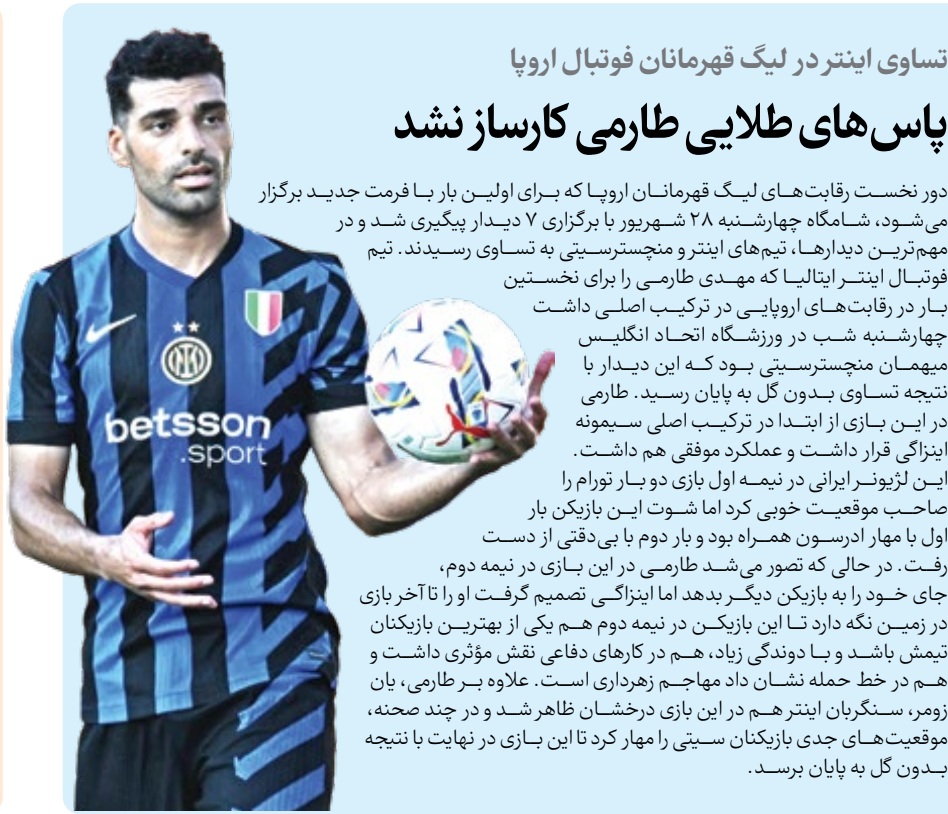 تساوی اینتر در لیگ قهرمانان فوتبال اروپا
پاس‌های طلایی طارمی کارساز نشد
دور نخست رقابت‌های لیگ قهرمانان اروپا که برای اولین بار با فرمت جدید برگزار
می‌شود، شامگاه چهارشنبه ۲۸ شهریور با برگزاری ۷ دیدار پیگیری شد و در
مهم‌ترین دیدارها، تیم‌های اینتر و منچسترسیتی به تساوی رسیدند. تیم
فوتبال اینتر ایتالیا که مهدی طارمی را برای نخستین
بار در رقابت‌های اروپایی در ترکیب اصلی داشت
چهارشنبه شب در ورزشگاه اتحاد انگلیس
میهمان منچسترسیتی بود که این دیدار با
نتیجه تساوی بدون گل به پایان رسید. طارمی
در این بازی از ابتدا در ترکیب اصلی سیمونه
اینزاگی قرار داشت و عملکرد موفقی هم داشت.
این لژیونر ایرانی در نیمه اول بازی دو بار تورام را
صاحب موقعیت خوبی کرد اما شوت این بازیکن بار
اول با مهار ادرسون همراه بود و بار دوم با بی‌دقتی از دست
رفت. در حالی که تصور می‌شد طارمی در این بازی در نیمه دوم،
جای خود را به بازیکن دیگر بدهد اما اینزاگی تصمیم گرفت او را تا آخر بازی
در زمین نگه دارد تا این بازیکن در نیمه دوم هم یکی از بهترین بازیکنان
تیمش باشد و با دوندگی زیاد، هم در کارهای دفاعی نقش مؤثری داشت و
هم در خط حمله نشان داد مهاجم زهرداری است. علاوه بر طارمی، یان
زومر، سنگربان اینتر هم در این بازی درخشان ظاهر شد و در چند صحنه،
موقعیت‌های جدی بازیکنان سیتی را مهار کرد تا این بازی در نهایت با نتیجه
بدون گل به پایان برسد.
betsson
.sport